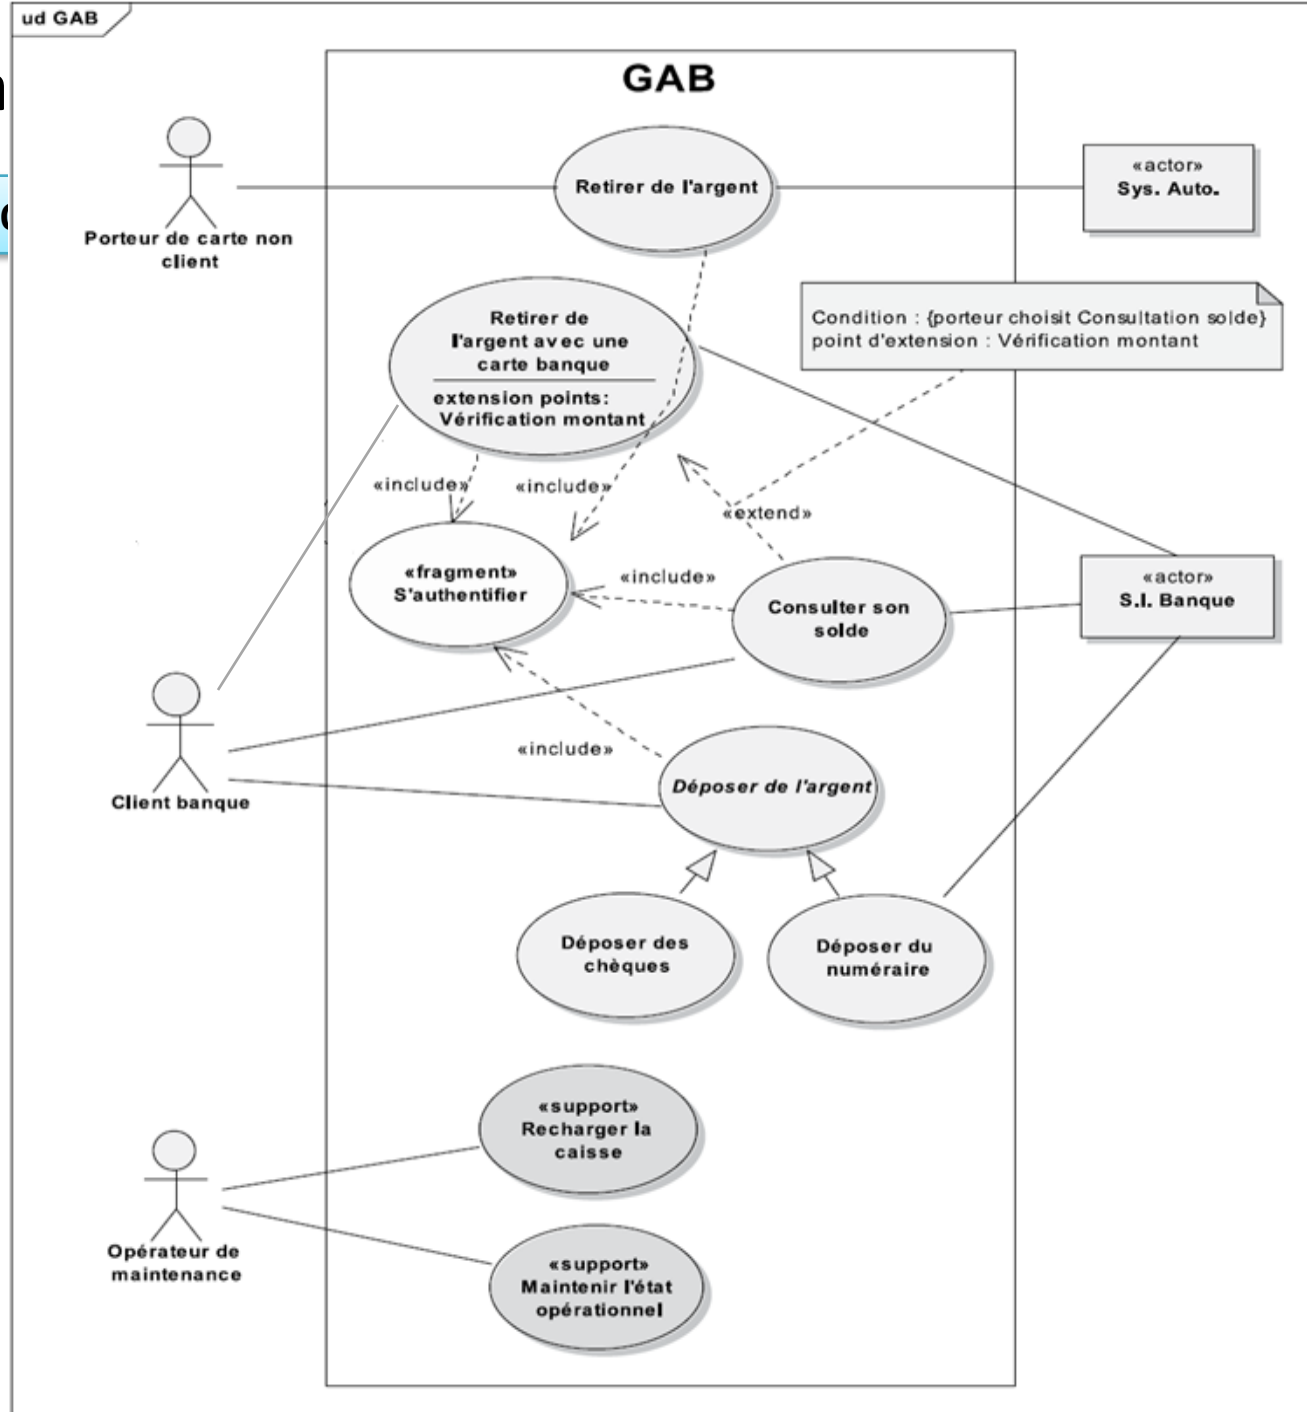 ud GAB
GAB
Retirer de l'argent
«actor»
Sys. Auto.
Porteur de carte non
client
Condition : {porteur choisit Consultation solde}
point d'extension : Vérification montant
Retirer de
l'argent avec une
carte banque
extension points:
Vérification montant
«include»
«include»
«extend»
«fragment»
S'authentifier
«include»
Consulter son
solde
«actor»
S.I. Banque
«include»
Déposer de l'argent
Client banque
Déposer des
chèques
Déposer du
numéraire
«support»
Recharger la
caisse
Opérateur de
maintenance
«support»
Maintenir l'état
opérationnel